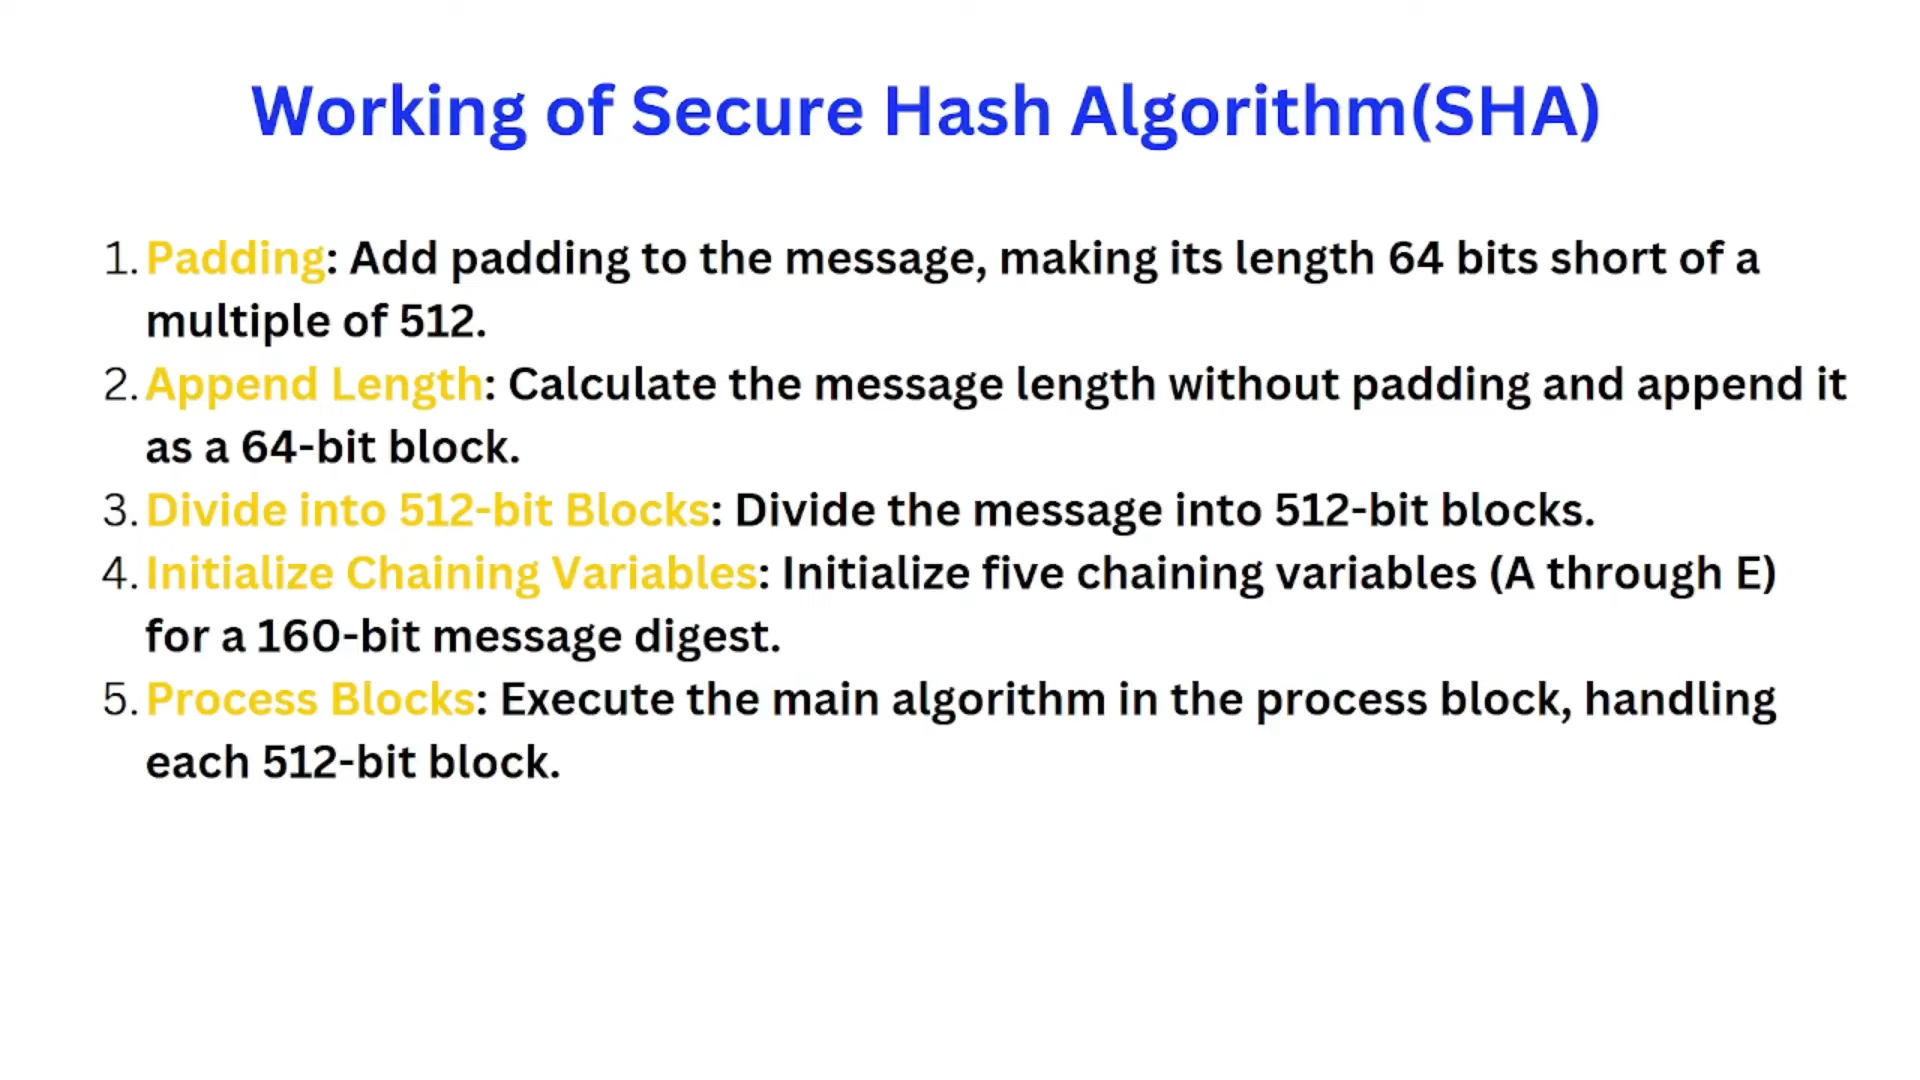 Working of Secure Hash Algorithm(SHA)
1. Padding: Add padding to the message, making its length 64 bits short of a
multiple of 512.
2. Append Length: Calculate the message length without padding and append it
as a 64-bit block.
3. Divide into 512-bit Blocks: Divide the message into 512-bit blocks.
4. Initialize Chaining Variables: Initialize five chaining variables (A through E)
for a 160-bit message digest.
5. Process Blocks: Execute the main algorithm in the process block, handling
each 512-bit block.